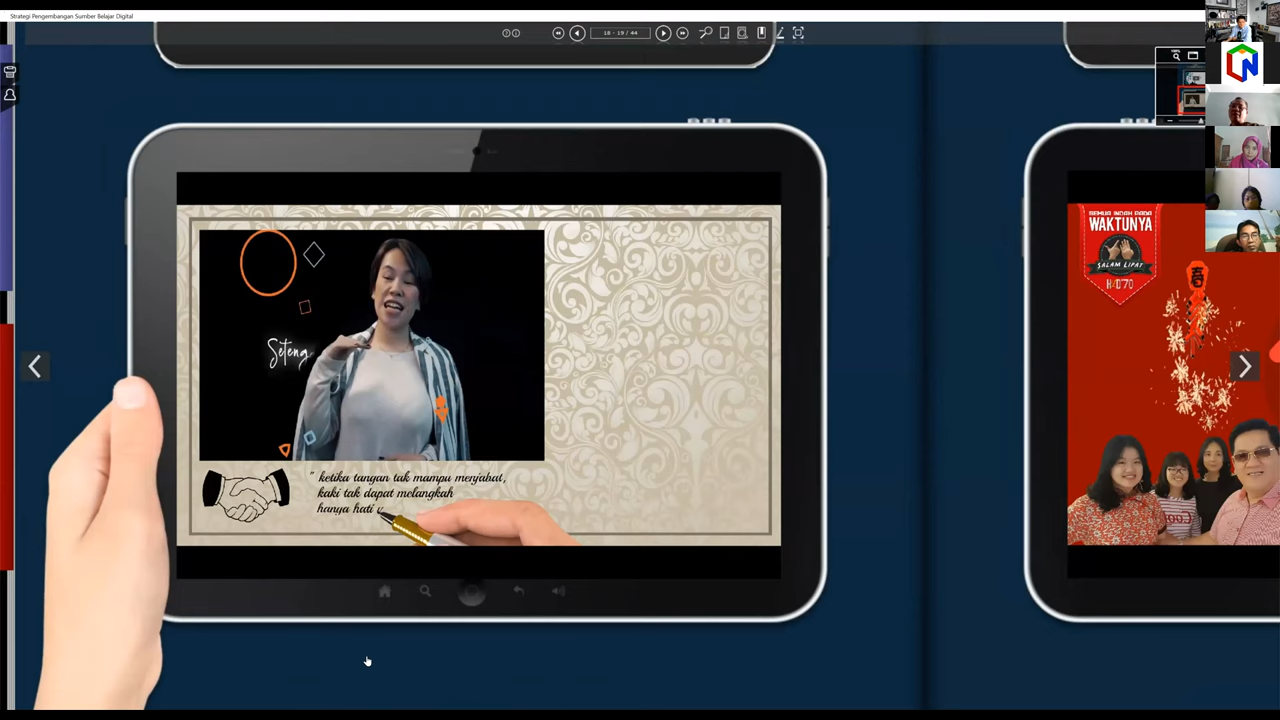 Strategi Pengembangan Sumber Belajar Digital
18 - 19 / 44
SEMUA INDAH PADA
WAKTUNYA
SALAM LIPAT
Seteng
" ketika tangan tak mampu menjabat,
kaki tak dapat melangkah
hanya hati